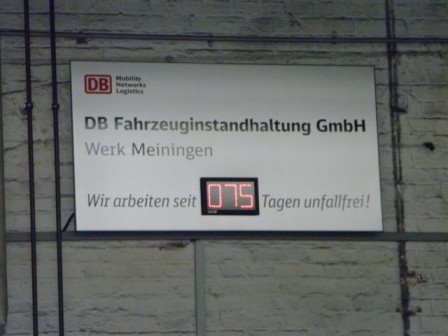 DB Mobility
Networks
Logistics
DB Fahrzeuginstandhaltung GmbH
Werk Meiningen
Wir arbeiten seit 075 Tagen unfallfrei!